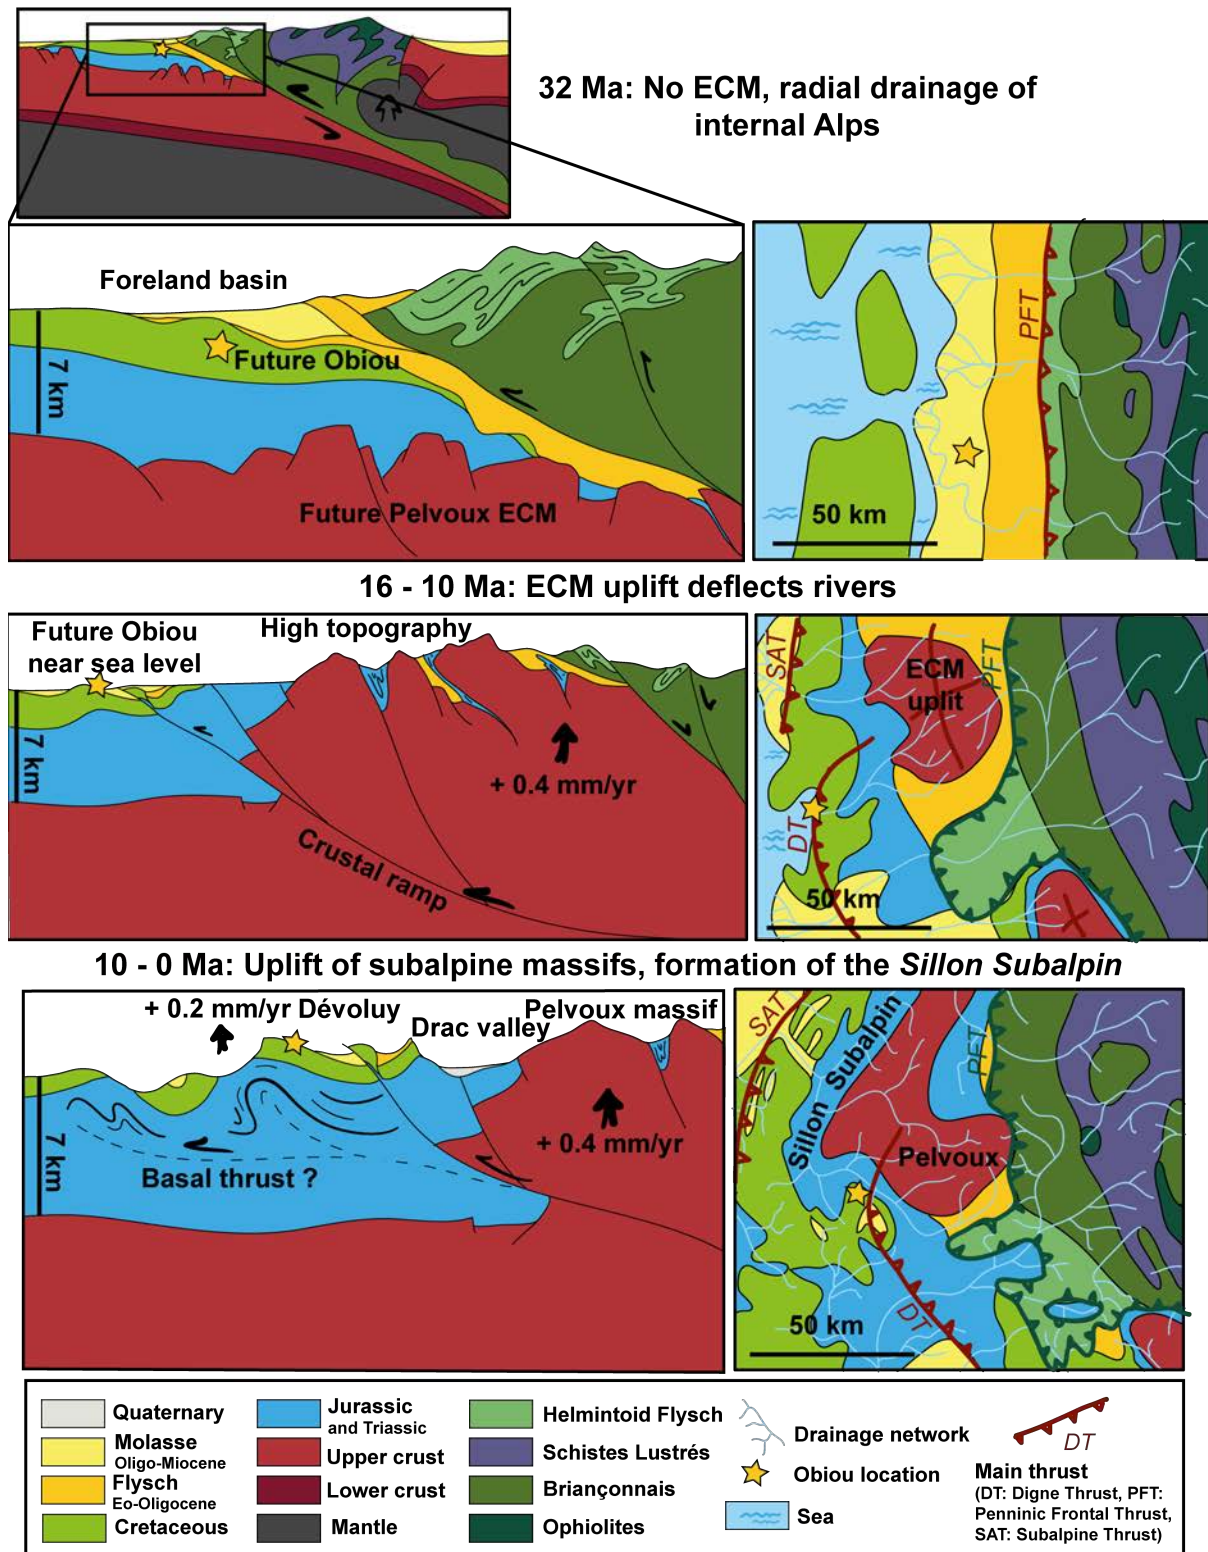 32 Ma: No ECM, radial drainage of
internal Alps
Foreland basin
Future Obiou
7 km
Future Pelvoux ECM
PFT
50 km
16 - 10 Ma: ECM uplift deflects rivers
Future Obiou
near sea level
High topography
7 km
+ 0.4 mm/yr
Crustal ramp
SAT
ECM
uplit
PFT
DT
50 km
10 - 0 Ma: Uplift of subalpine massifs, formation of the Sillon Subalpin
+ 0.2 mm/yr Dévoluy
Pelvoux massif
Drac valley
7 km
+ 0.4 mm/yr
Basal thrust ?
SAT
Sillon Subalpin
PFT
Pelvoux
DT
50 km
Quaternary
Molasse
Oligo-Miocene
Flysch
Eo-Oligocene
Cretaceous
Jurassic
and Triassic
Upper crust
Lower crust
Mantle
Helmintoid Flysch
Schistes Lustrés
Briançonnais
Ophiolites
Drainage network
Obiou location
Sea
DT
Main thrust
(DT: Digne Thrust, PFT:
Penninic Frontal Thrust,
SAT: Subalpine Thrust)